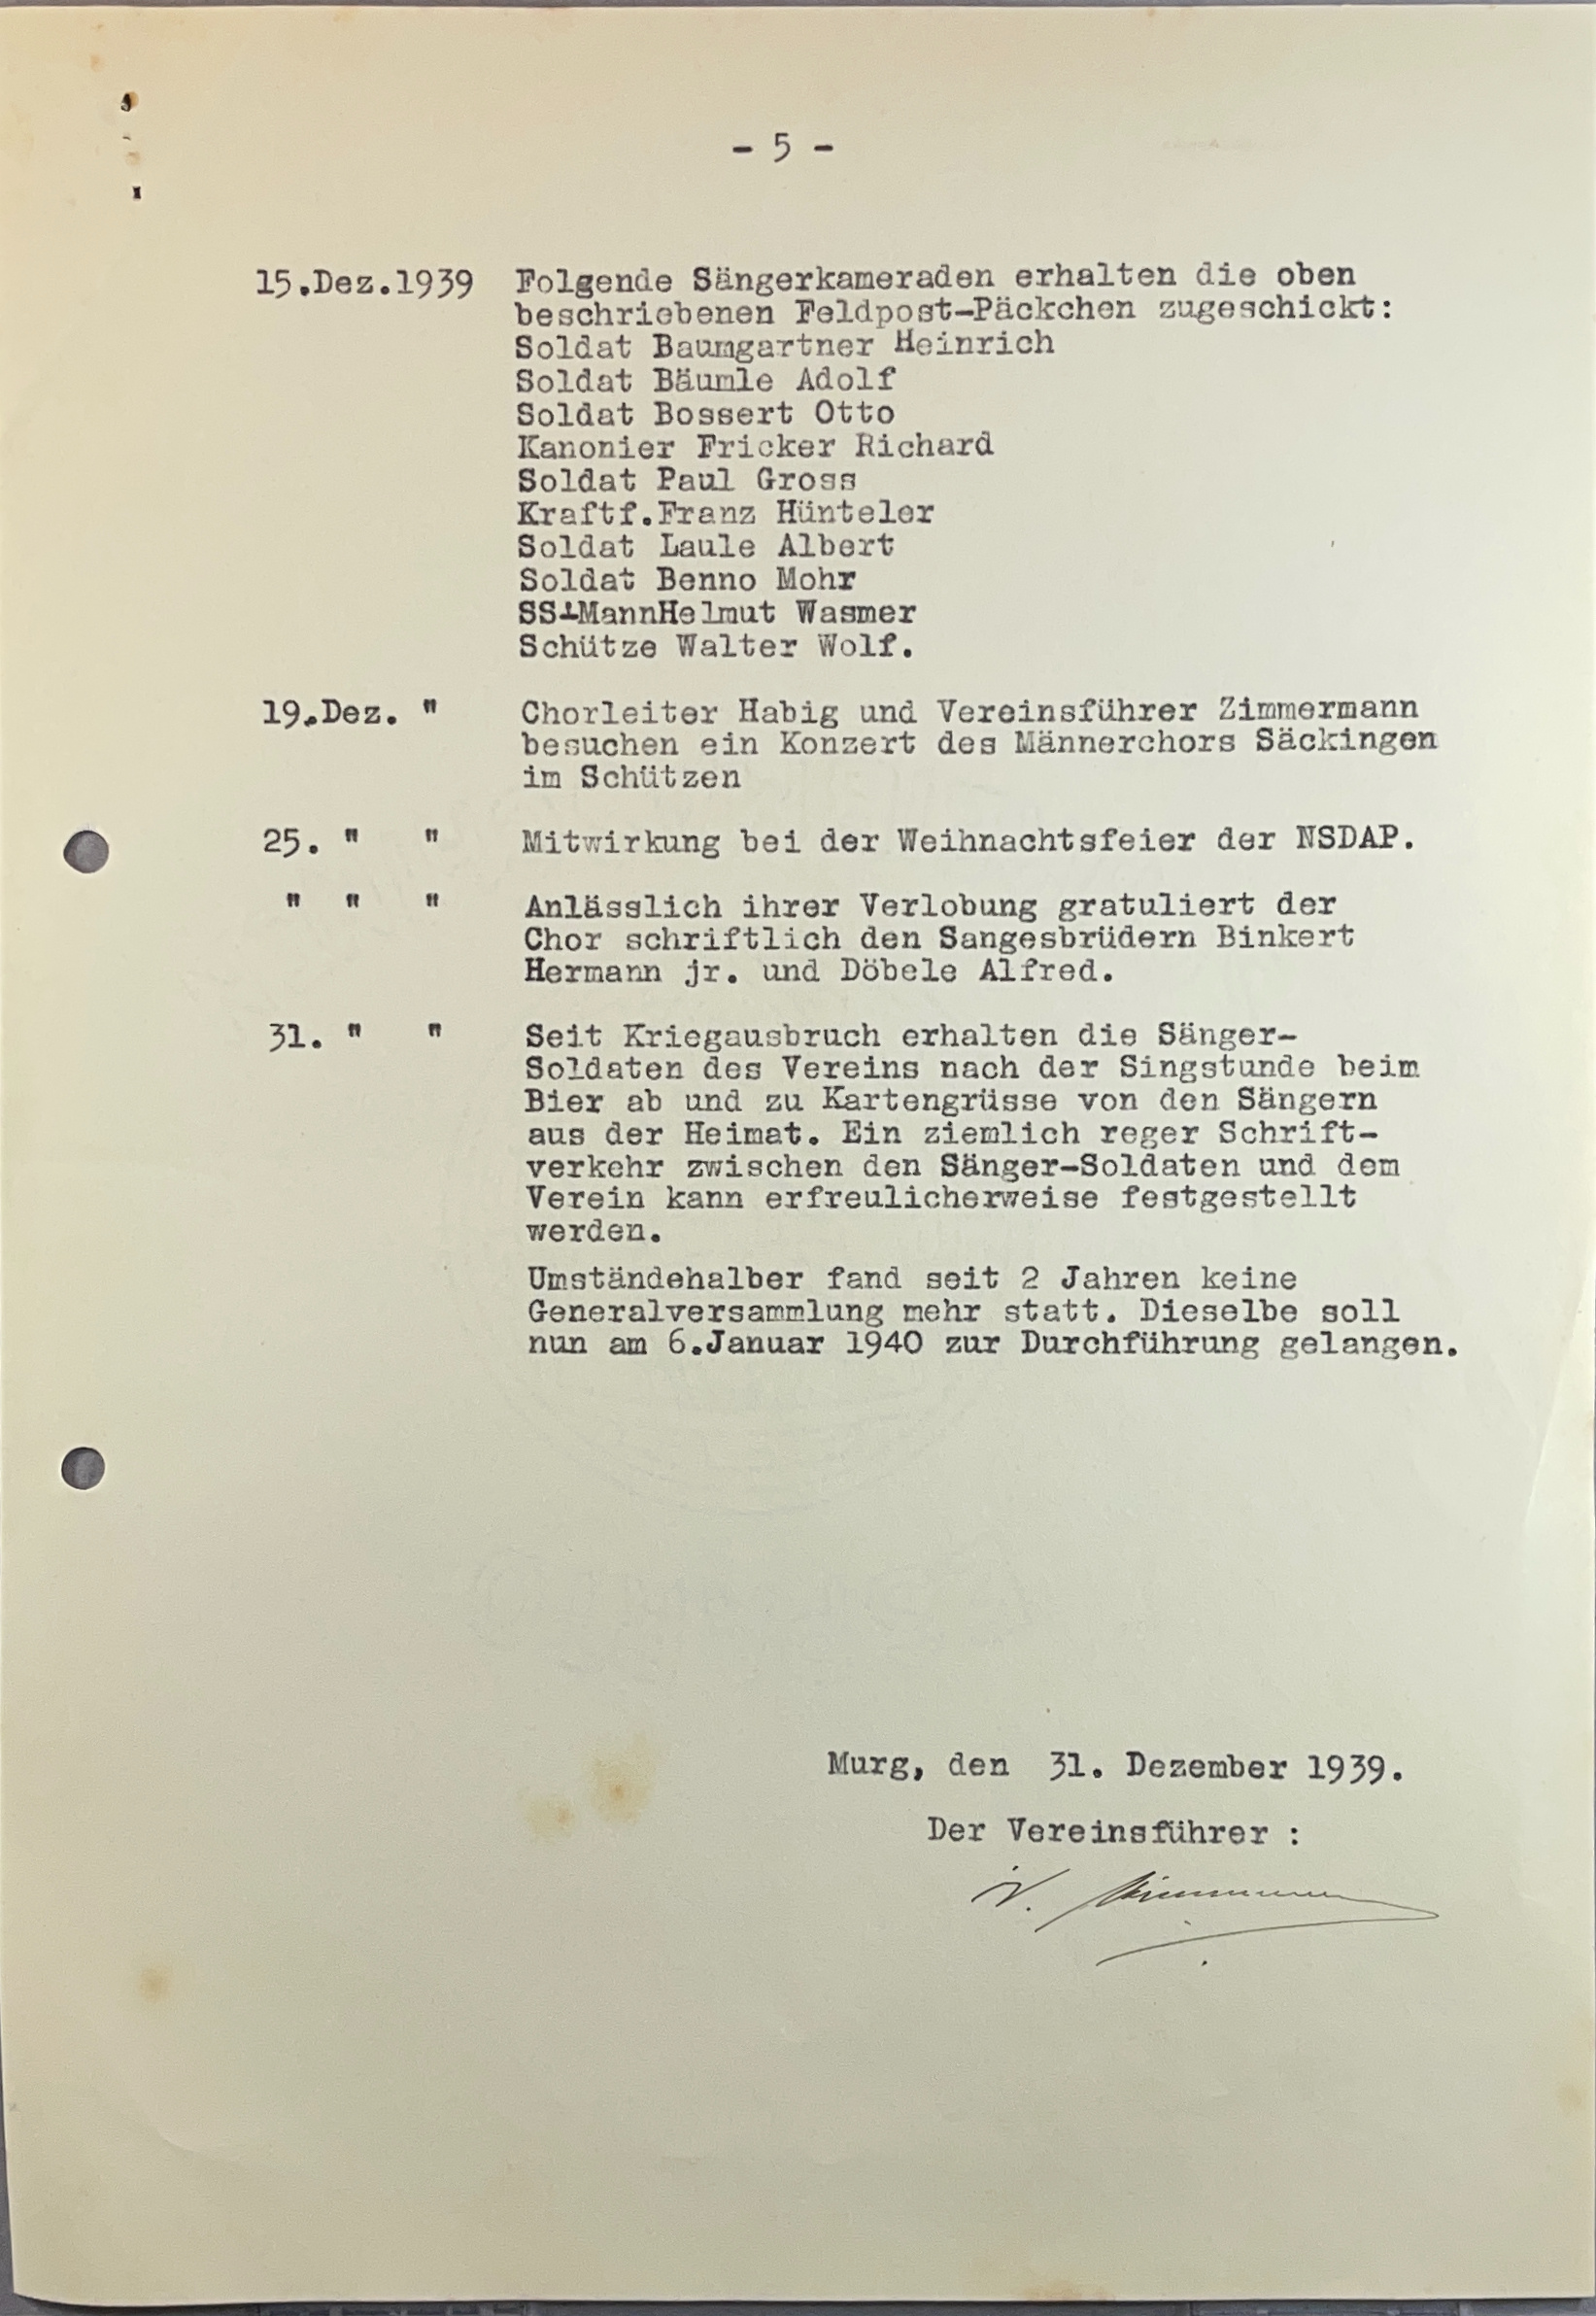 - 5 -
15.Dez.1939 Folgende Sängerkameraden erhalten die oben
beschriebenen Feldpost-Päckchen zugeschickt:
Soldat Baumgartner Heinrich
Soldat Bäumle Adolf
Soldat Bossert Otto
Kanonier Fricker Richard
Soldat Paul Gross
Kraftf.Franz Hünteler
Soldat Laule Albert
Soldat Benno Mohr
SS-MannHelmut Wasmer
Schütze Walter Wolf.
19.Dez. " Chorleiter Habig und Vereinsführer Zimmermann
besuchen ein Konzert des Männerchors Säckingen
im Schützen
25. " " Mitwirkung bei der Weihnachtsfeier der NSDAP.
" " " Anlässlich ihrer Verlobung gratuliert der
Chor schriftlich den Sangesbrüdern Binkert
Hermann jr. und Döbele Alfred.
31. " " Seit Kriegausbruch erhalten die Sänger-
Soldaten des Vereins nach der Singstunde beim
Bier ab und zu Kartengrüsse von den Sängern
aus der Heimat. Ein ziemlich reger Schrift-
verkehr zwischen den Sänger-Soldaten und dem
Verein kann erfreulicherweise festgestellt
werden.
Umständehalber fand seit 2 Jahren keine
Generalversammlung mehr statt. Dieselbe soll
nun am 6.Januar 1940 zur Durchführung gelangen.
Murg, den 31. Dezember 1939.
Der Vereinsführer :
Zimmermann